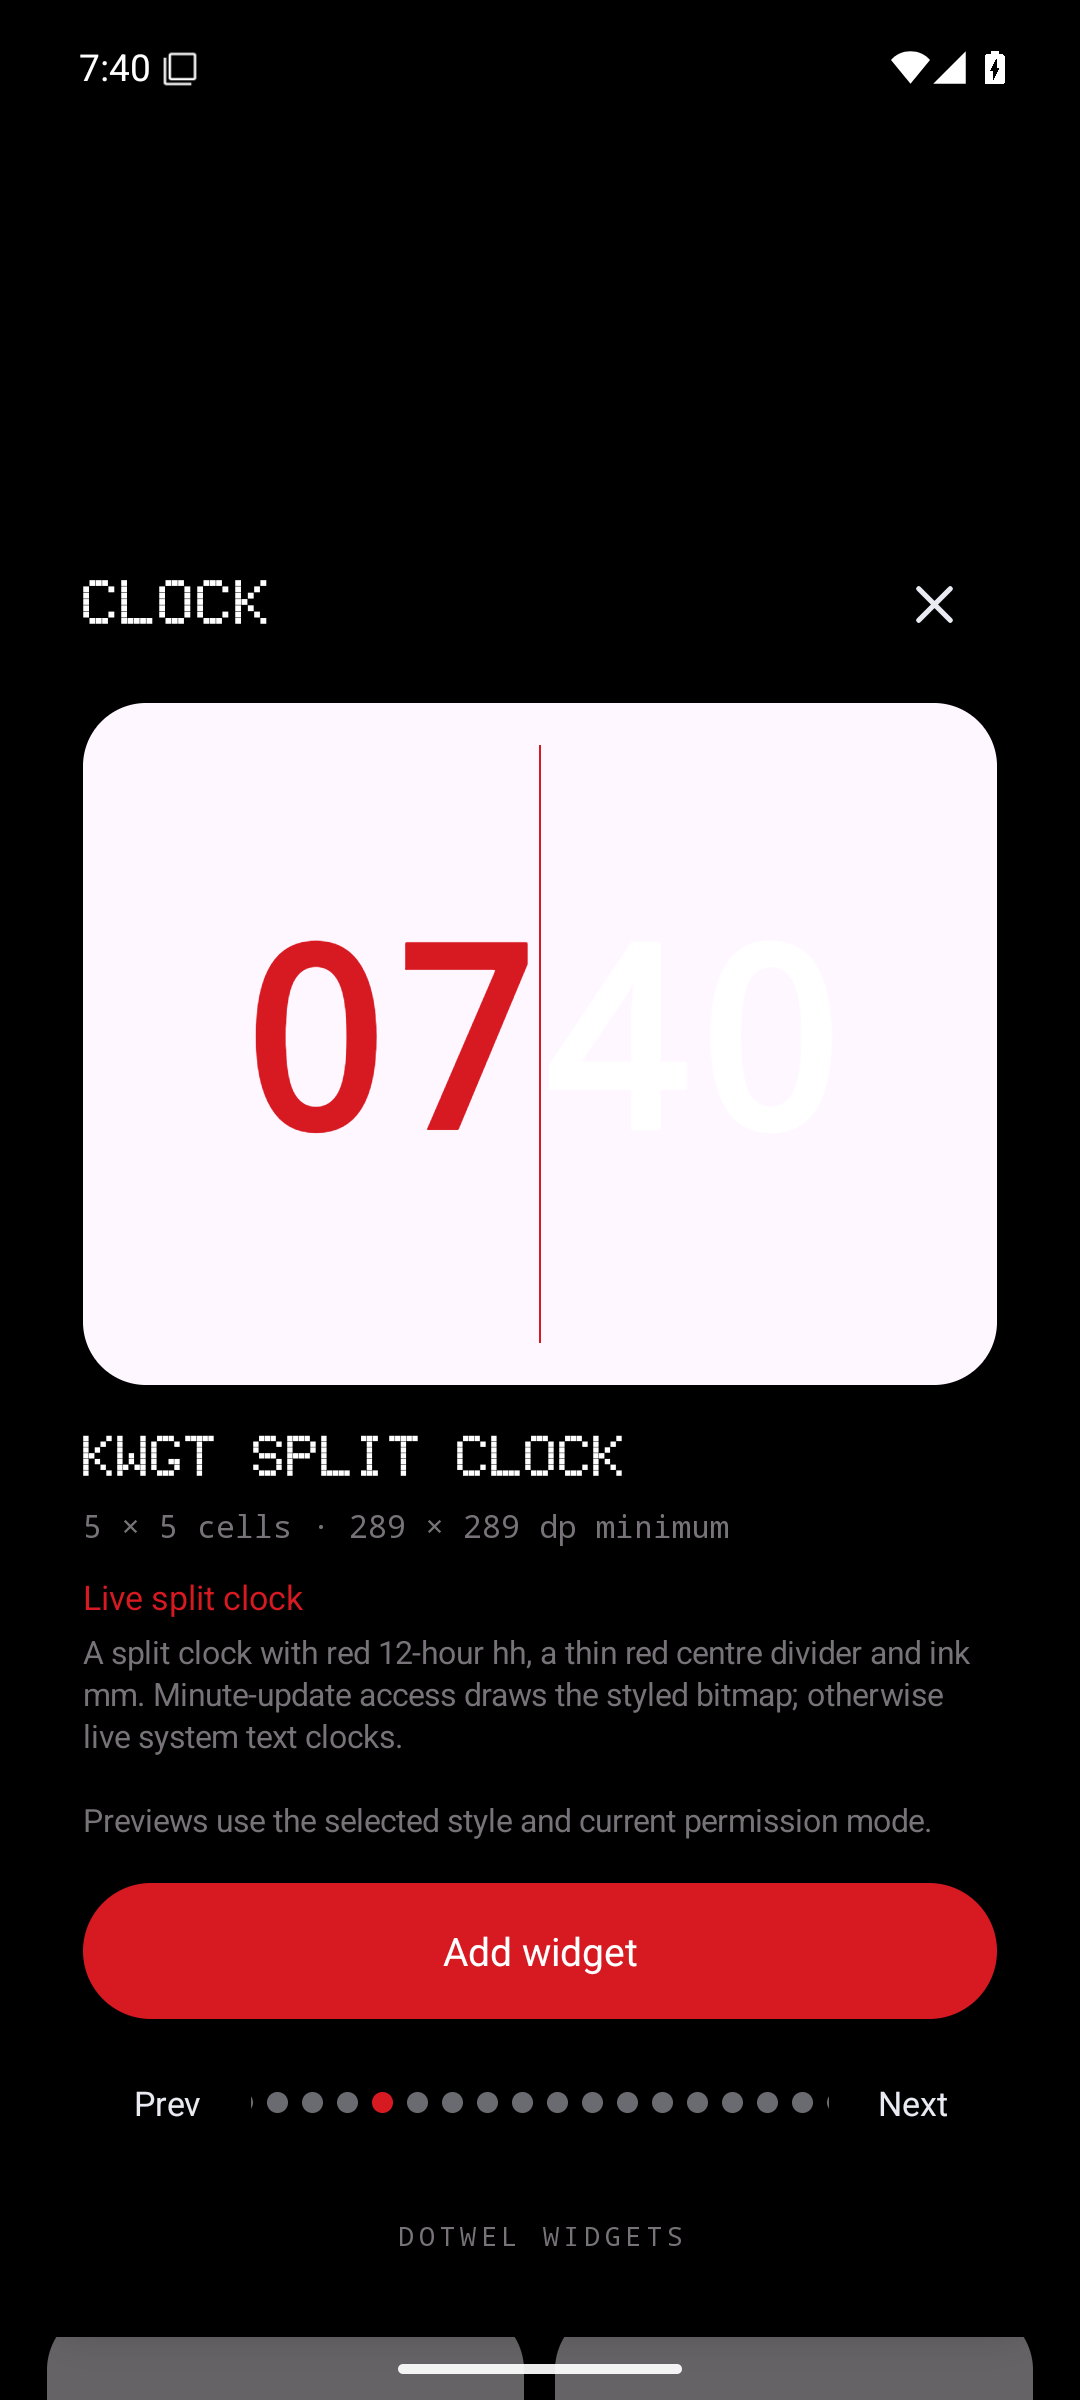 7:40
CLOCK
07 40
KWGT SPLIT CLOCK
5 × 5 cells · 289 × 289 dp minimum
Live split clock
A split clock with red 12-hour hh, a thin red centre divider and ink
mm. Minute-update access draws the styled bitmap; otherwise
live system text clocks.
Previews use the selected style and current permission mode.
Add widget
Prev
Next
DOTWEL WIDGETS